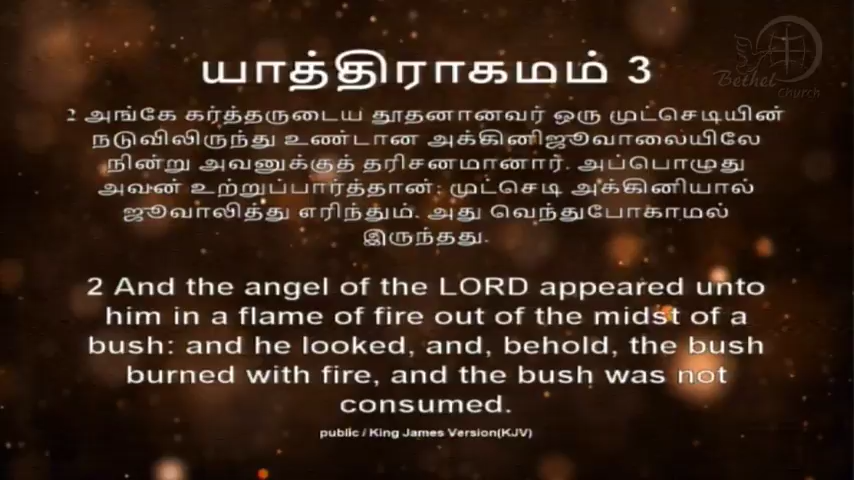 Bethel
Church
யாத்திராகமம் 3
2 அங்கே கர்த்தருடைய தூதனானவர் ஒரு முட்செடியின்
நடுவிலிருந்து உண்டான அக்கினிஜூவாலையிலே
நின்று அவனுக்குத் தரிசனமானார். அப்பொழுது
அவன் உற்றுப்பார்த்தான்: முட்செடி அக்கினியால்
ஜூவாலித்து எரிந்தும். அது வெந்துபோகாமல்
இருந்தது.
2 And the angel of the LORD appeared unto
him in a flame of fire out of the midst of a
bush: and he looked, and, behold, the bush
burned with fire, and the bush was not
consumed.
public / King James Version(KJV)